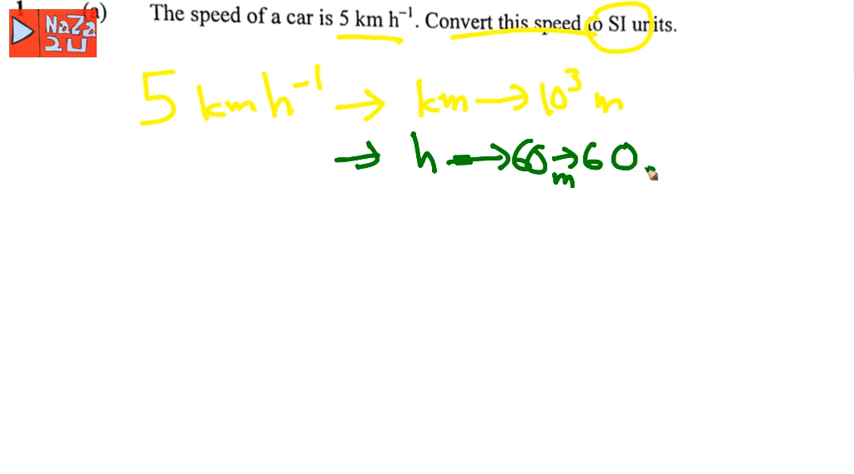 1 (a) The speed of a car is 5 km h⁻¹. Convert this speed to SI units.
NaZa
2U
5 km h⁻¹ → km → 10³ m
→ h → 60 → 60
m